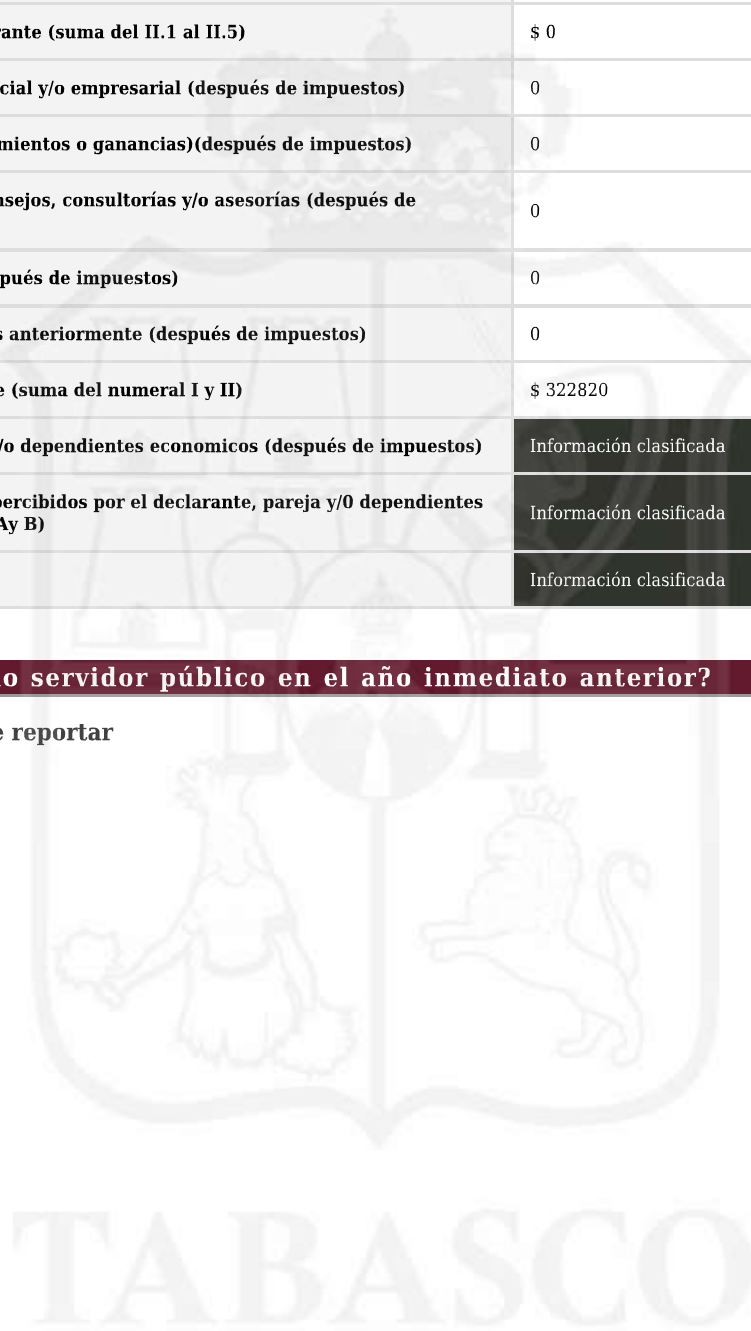 rante (suma del II.1 al II.5) $ 0
cial y/o empresarial (después de impuestos) 0
mientos o ganancias)(después de impuestos) 0
nsejos, consultorías y/o asesorías (después de
0
pués de impuestos) 0
s anteriormente (después de impuestos) 0
e (suma del numeral I y II) $ 322820
/o dependientes economicos (después de impuestos) Información clasificada
percibidos por el declarante, pareja y/0 dependientes
Ay B) Información clasificada
Información clasificada
o servidor público en el año inmediato anterior?
e reportar
TABASCO